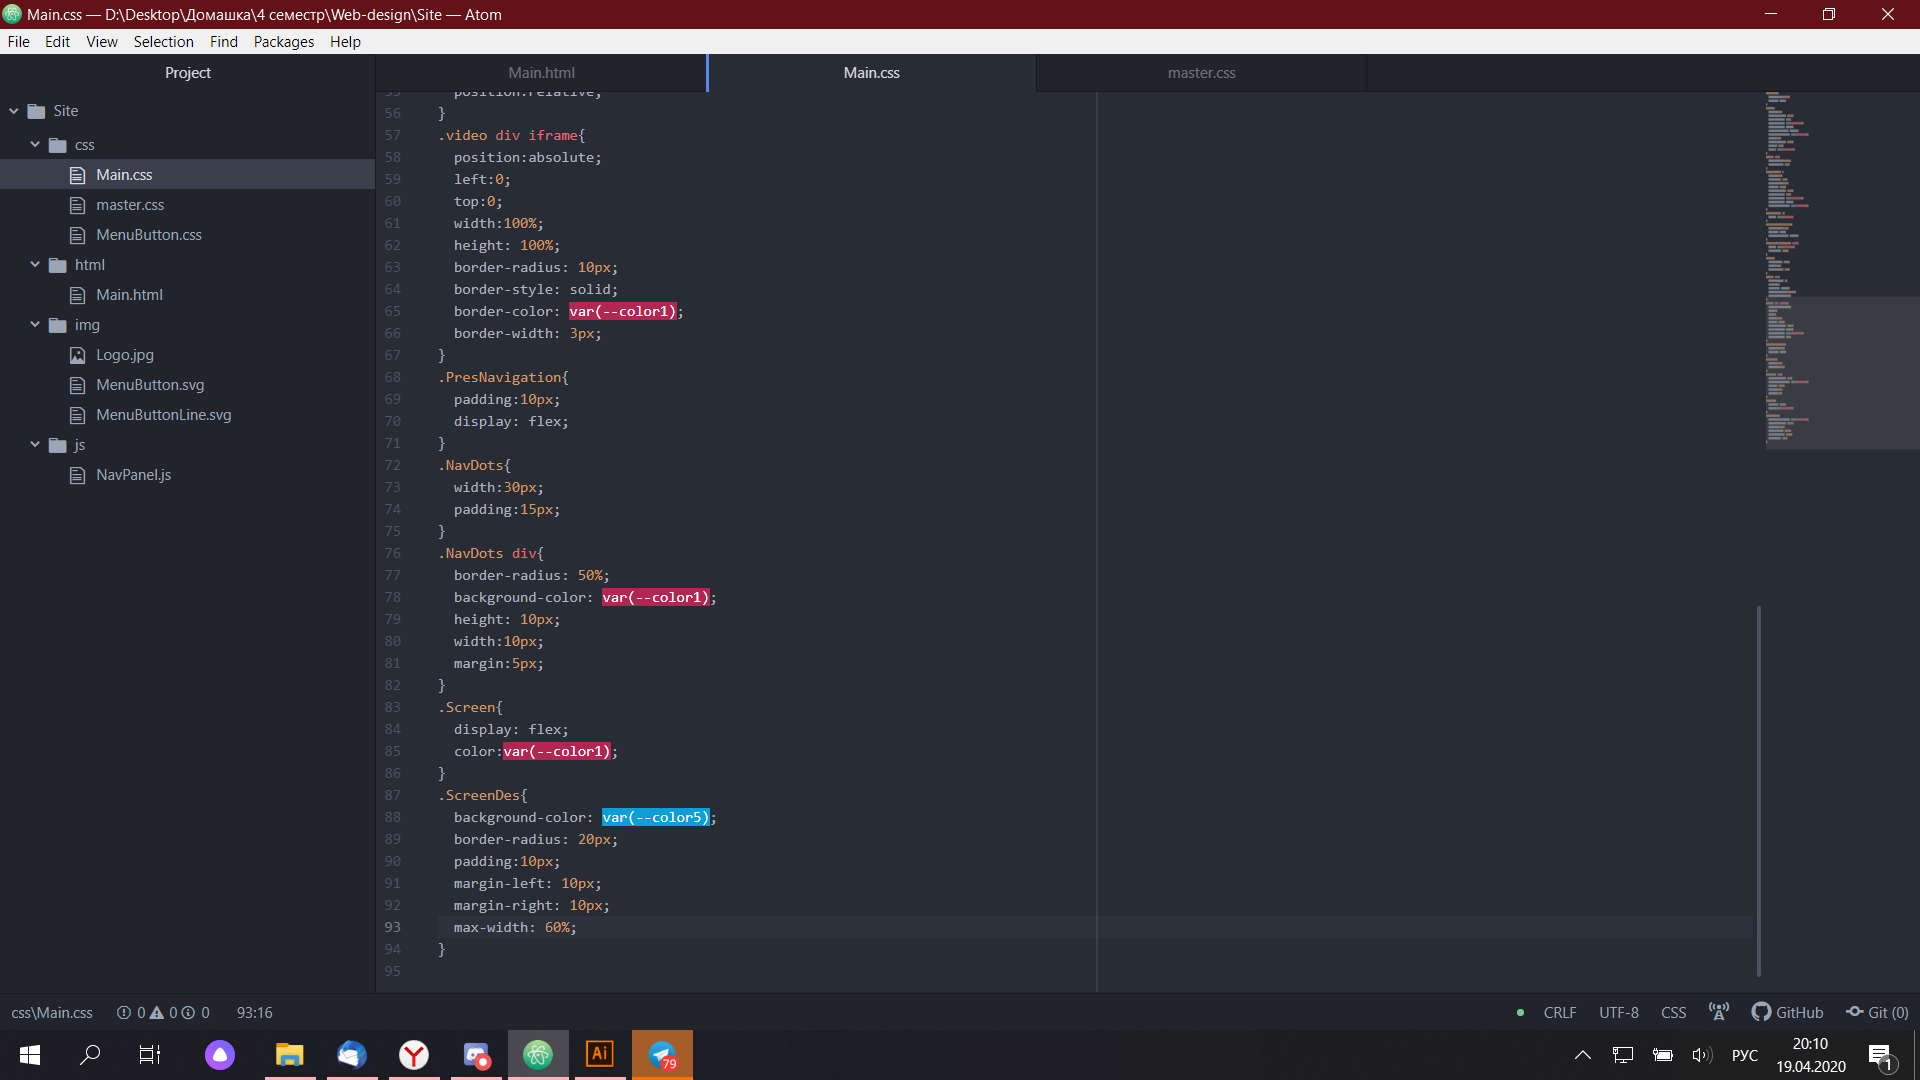 Main.css — D:\Desktop\Домашка\4 семестр\Web-design\Site — Atom
File Edit View Selection Find Packages Help
Project
Main.html
Main.css
master.css
Site
css
Main.css
master.css
MenuButton.css
html
Main.html
img
Logo.jpg
MenuButton.svg
MenuButtonLine.svg
js
NavPanel.js
55 position:relative;
56 }
57 .video div iframe{
58 position:absolute;
59 left:0;
60 top:0;
61 width:100%;
62 height: 100%;
63 border-radius: 10px;
64 border-style: solid;
65 border-color: var(--color1);
66 border-width: 3px;
67 }
68 .PresNavigation{
69 padding:10px;
70 display: flex;
71 }
72 .NavDots{
73 width:30px;
74 padding:15px;
75 }
76 .NavDots div{
77 border-radius: 50%;
78 background-color: var(--color1);
79 height: 10px;
80 width:10px;
81 margin:5px;
82 }
83 .Screen{
84 display: flex;
85 color:var(--color1);
86 }
87 .ScreenDes{
88 background-color: var(--color5);
89 border-radius: 20px;
90 padding:10px;
91 margin-left: 10px;
92 margin-right: 10px;
93 max-width: 60%;
94 }
95
css\Main.css 0 0 0 93:16
CRLF UTF-8 CSS GitHub Git (0)
Ai
79
РУС
20:10
19.04.2020
1